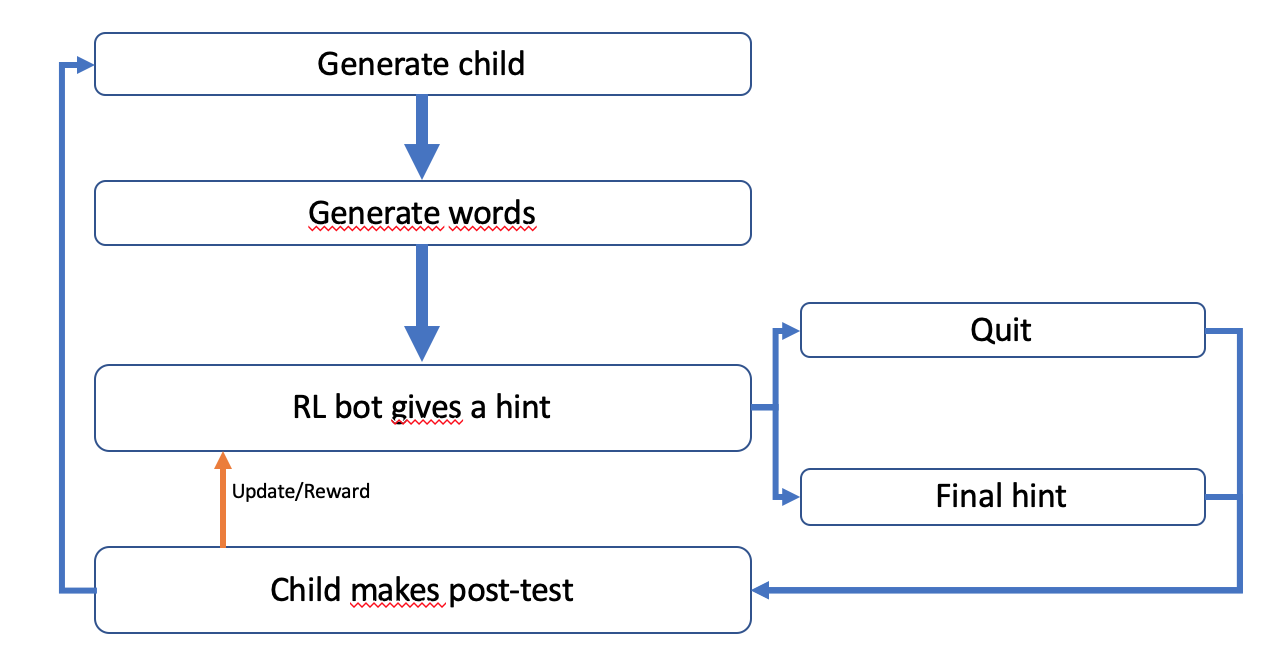 Generate child
Generate words
RL bot gives a hint
Quit
Final hint
Update/Reward
Child makes post-test